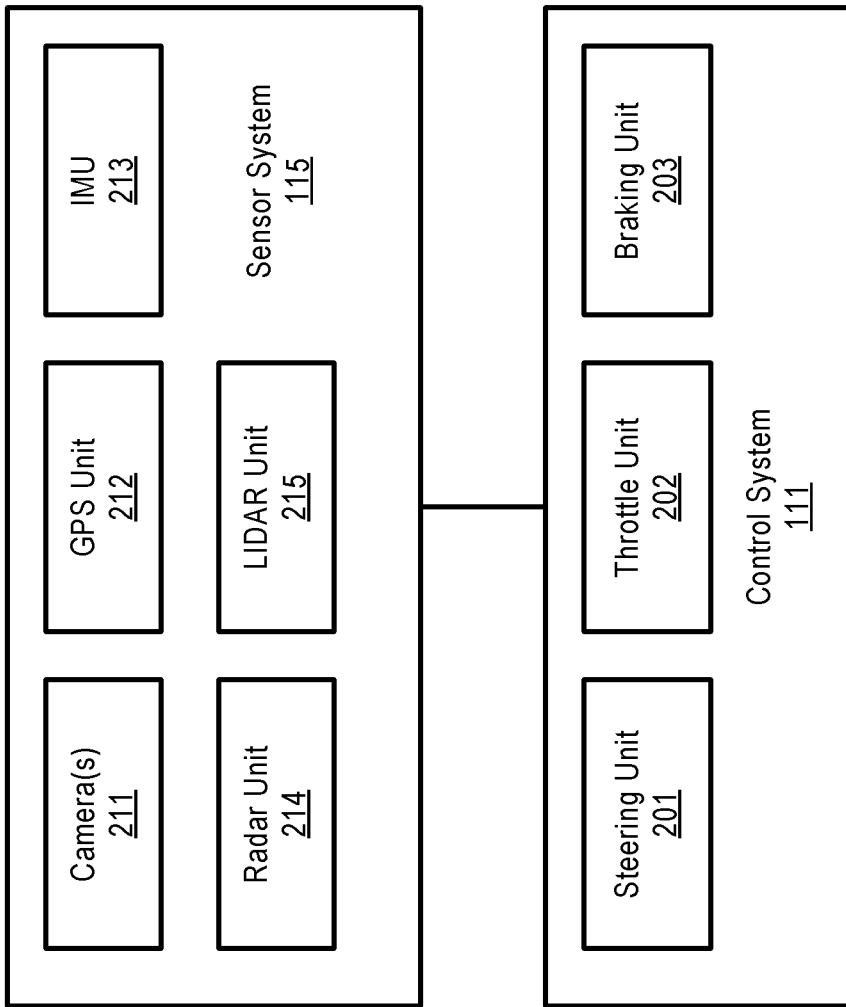 Camera(s)
211
GPS Unit
212
IMU
213
Radar Unit
214
LIDAR Unit
215
Sensor System
115
Steering Unit
201
Throttle Unit
202
Braking Unit
203
Control System
111